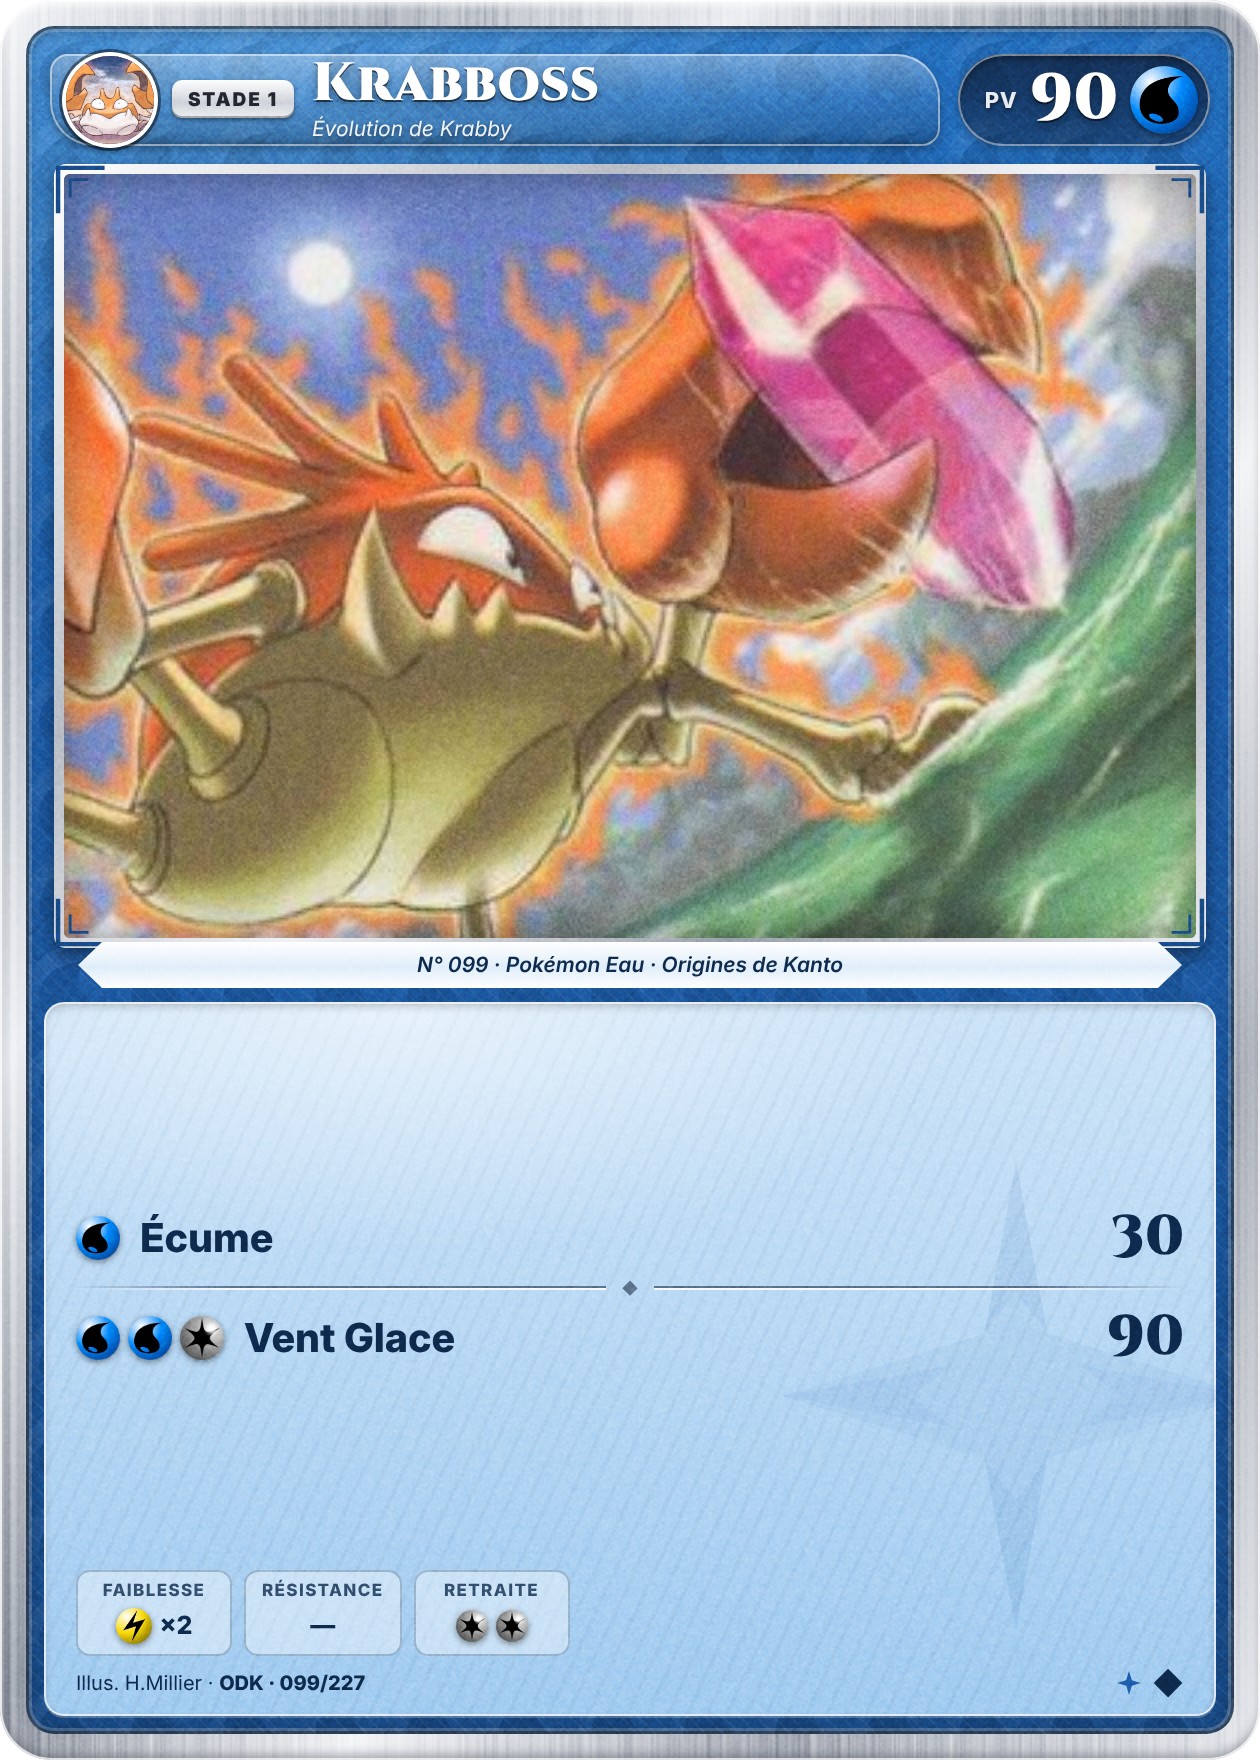 STADE 1
Krabboss
Évolution de Krabby
PV 90
N° 099 · Pokémon Eau · Origines de Kanto
Écume 30
Vent Glace 90
FAIBLESSE RÉSISTANCE RETRAITE
×2 —
Illus. H.Millier · ODK · 099/227